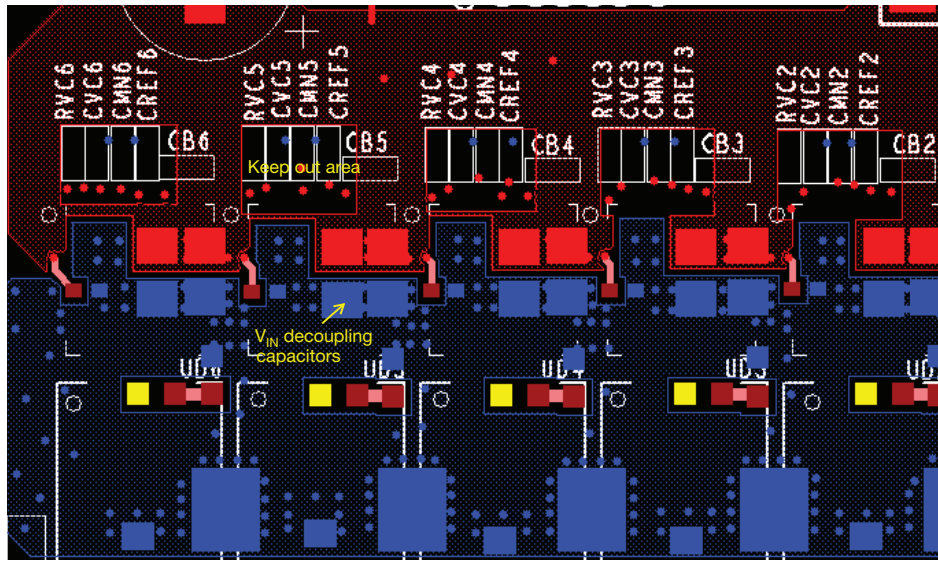 RVC6
CVC6
CMN6
CREF6
RVC5
CVC5
CMN5
CREF5
RVC4
CVC4
CMN4
CREF4
RVC3
CVC3
CMN3
CREF3
RVC2
CVC2
CMN2
CREF2
CB6
CB5
CB4
CB3
CB2
Keep out area
V_IN decoupling
capacitors